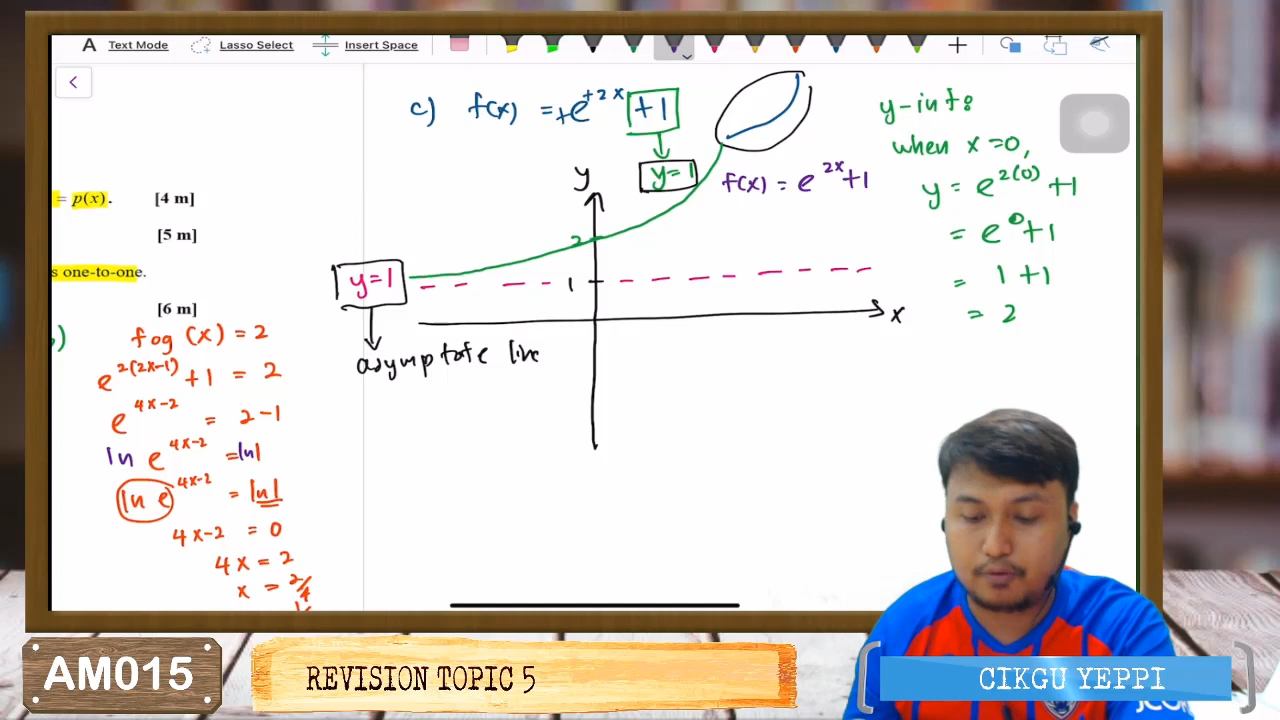 A Text Mode Lasso Select Insert Space
= p(x). [4 m]
[5 m]
s one-to-one.
[6 m]
fog (x) = 2
e^2(2x-1) + 1 = 2
e^4x-2 = 2-1
ln e^4x-2 = ln1
ln e^4x-2 = ln1
4x-2 = 0
4x = 2
x = 2/4
c) f(x) = +e^+2x +1
y=1
f(x) = e^2x+1
y
2
y=1
1
x
asymptote line
y-int:
when x=0,
y = e^2(0) +1
= e^0+1
= 1 +1
= 2
AM015
REVISION TOPIC 5
CIKGU YEPPI